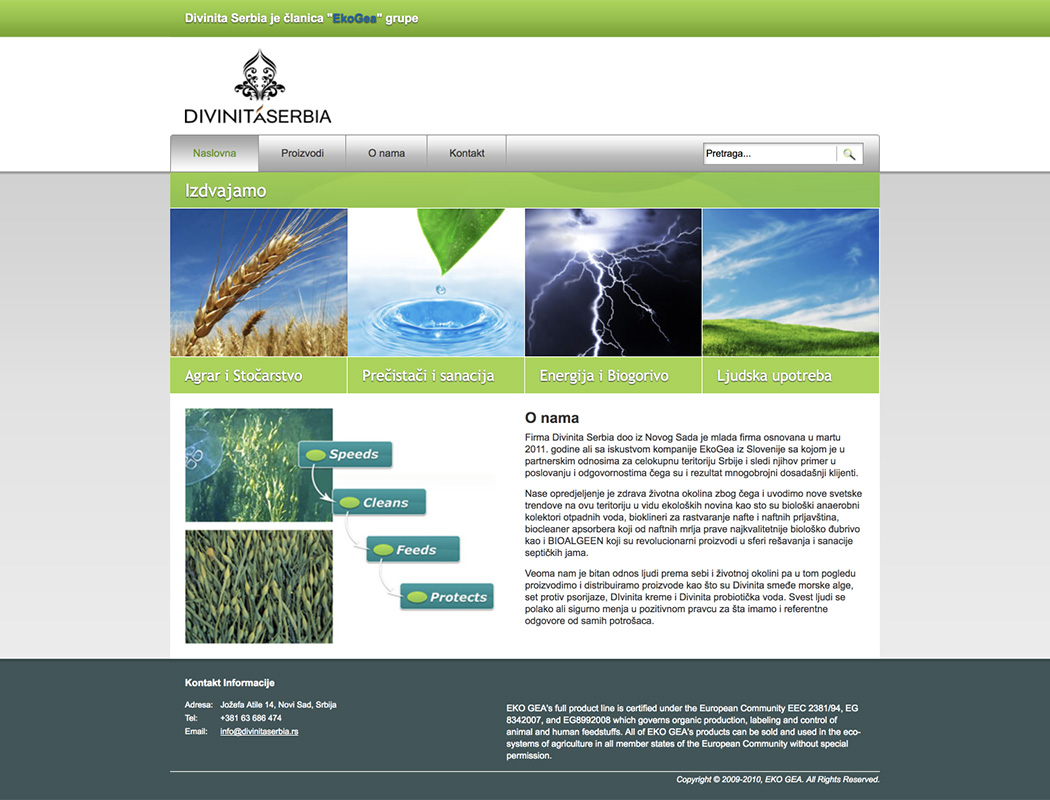 Divinita Serbia je članica "EkoGea" grupe
DIVINITASERBIA
Naslovna
Proizvodi
O nama
Kontakt
Pretraga...
Izdvajamo
Agrar i Stočarstvo
Prečistači i sanacija
Energija i Biogorivo
Ljudska upotreba
Speeds
Cleans
Feeds
Protects
O nama
Firma Divinita Serbia doo iz Novog Sada je mlada firma osnovana u martu
2011. godine ali sa iskustvom kompanije EkoGea iz Slovenije sa kojom je u
partnerskim odnosima za celokupnu teritoriju Srbije i sledi njihov primer u
poslovanju i odgovornostima čega su i rezultat mnogobrojni dosadašnji klijenti.
Nase opredjeljenje je zdrava životna okolina zbog čega i uvodimo nove svetske
trendove na ovu teritoriju u vidu ekoloških novina kao sto su biološki anaerobni
kolektori otpadnih voda, bioklineri za rastvaranje nafte i naftnih prljavština,
biocleaner apsorbera koji od naftnih mrlja prave najkvalitetnije biološko đubrivo
kao i BIOALGEEN koji su revolucionarni proizvodi u sferi rešavanja i sanacije
septičkih jama.
Veoma nam je bitan odnos ljudi prema sebi i životnoj okolini pa u tom pogledu
proizvodimo i distribuiramo proizvode kao što su Divinita smeđe morske alge,
set protiv psorijaze, DIvinita kreme i Divinita probiotička voda. Svest ljudi se
polako ali sigurno menja u pozitivnom pravcu za šta imamo i referentne
odgovore od samih potrošaca.
Kontakt Informacije
Adresa: Jožefa Atile 14, Novi Sad, Srbija
Tel: +381 63 686 474
Email: info@divinitaserbia.rs
EKO GEA's full product line is certified under the European Community EEC 2381/94, EG
8342007, and EG8992008 which governs organic production, labeling and control of
animal and human feedstuffs. All of EKO GEA's products can be sold and used in the eco-
systems of agriculture in all member states of the European Community without special
permission.
Copyright © 2009-2010, EKO GEA. All Rights Reserved.